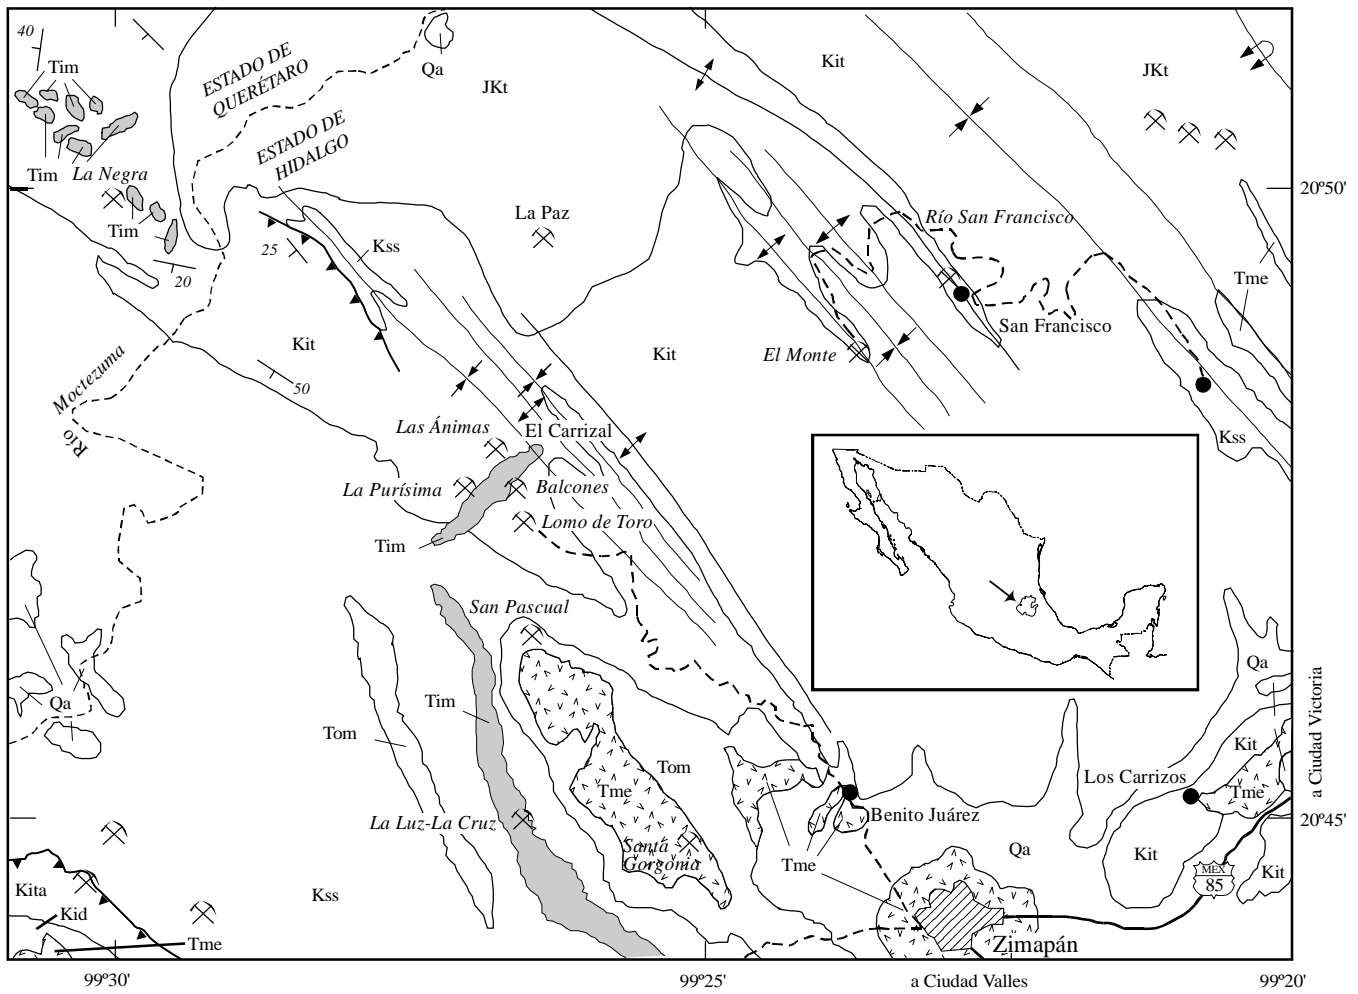 40
Tim
ESTADO DE
QUERÉTARO
Qa
JKt
Kit
JKt
ESTADO DE
HIDALGO
Tim
La Negra
20º50'
Tim
La Paz
Río San Francisco
25
Kss
20
Tme
San Francisco
Kit
Kit
El Monte
Río
Moctezuma
50
Las Ánimas
El Carrizal
Kss
La Purísima
Balcones
Lomo de Toro
Tim
San Pascual
Qa
Qa
Tim
Tom
Tom
Kit
a Ciudad Victoria
Los Carrizos
Tme
Tme
La Luz-La Cruz
Benito Juárez
20º45'
Santa
Gorgonia
Tme
Qa
Kit
MEX
85
Kit
Kita
Kss
Kid
Tme
Zimapán
99º30'
99º25'
a Ciudad Valles
99º20'